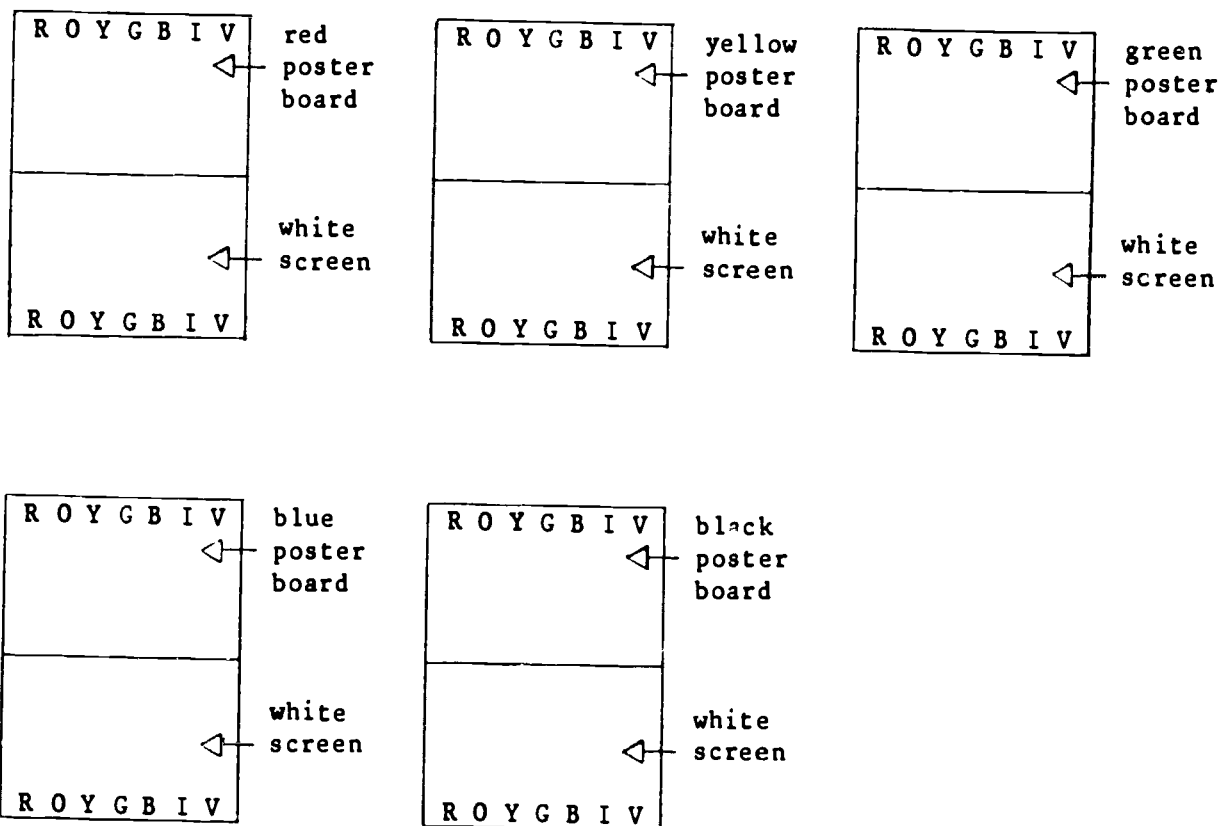 R O Y G B I V
red
poster
board
white
screen
R O Y G B I V
R O Y G B I V
yellow
poster
board
white
screen
R O Y G B I V
R O Y G B I V
green
poster
board
white
screen
R O Y G B I V
R O Y G B I V
blue
poster
board
white
screen
R O Y G B I V
R O Y G B I V
black
poster
board
white
screen
R O Y G B I V